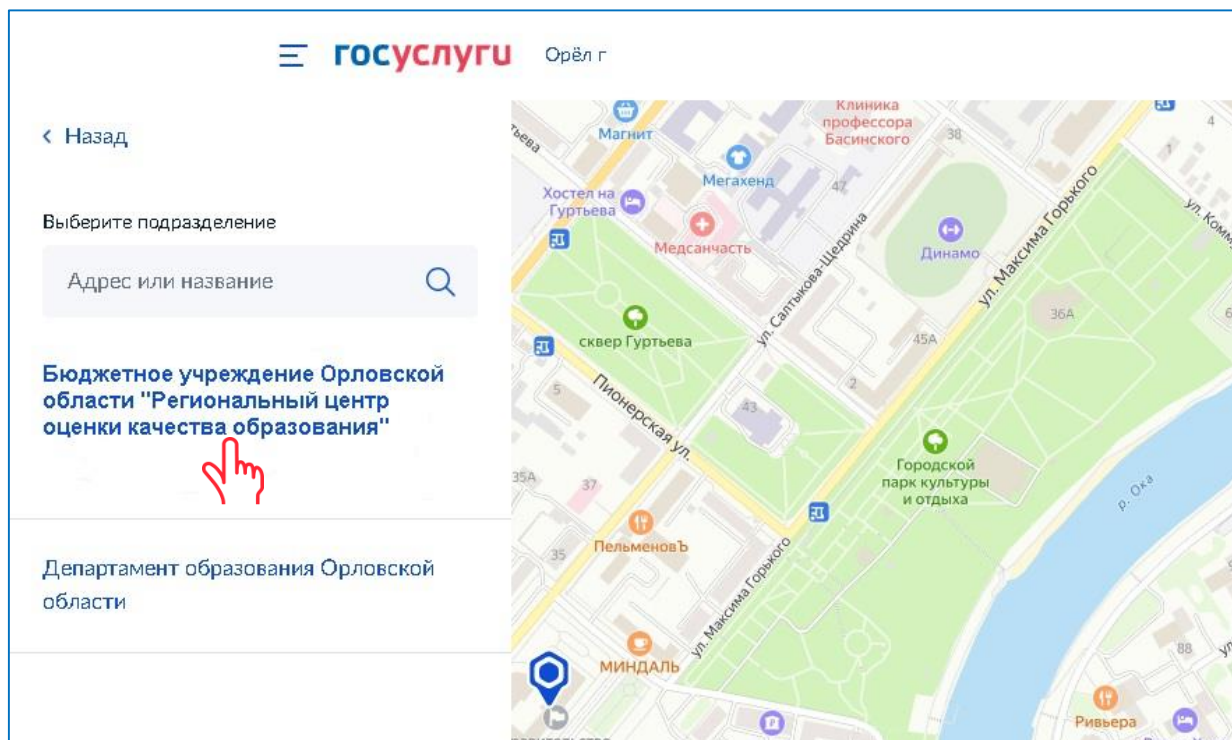 госуслуги
Орёл г
Назад
Выберите подразделение
Адрес или название
Бюджетное учреждение Орловской
области "Региональный центр
оценки качества образования"
Департамент образования Орловской
области
Клиника
профессора
Басинского
38
4
1
Магнит
Мегахенд
47
Хостел на
Гуртьева
Медсанчасть
Динамо
ул. Максима Горького
ул. Салтыкова-Щедрина
36А
45А
сквер Гуртьева
2
5
43
Пионерская ул.
Городской
парк культуры
и отдыха
р. Ока
35А
37
ПельменовЪ
35
ул. Максима Горького
МИНДАЛЬ
88
Ривьера